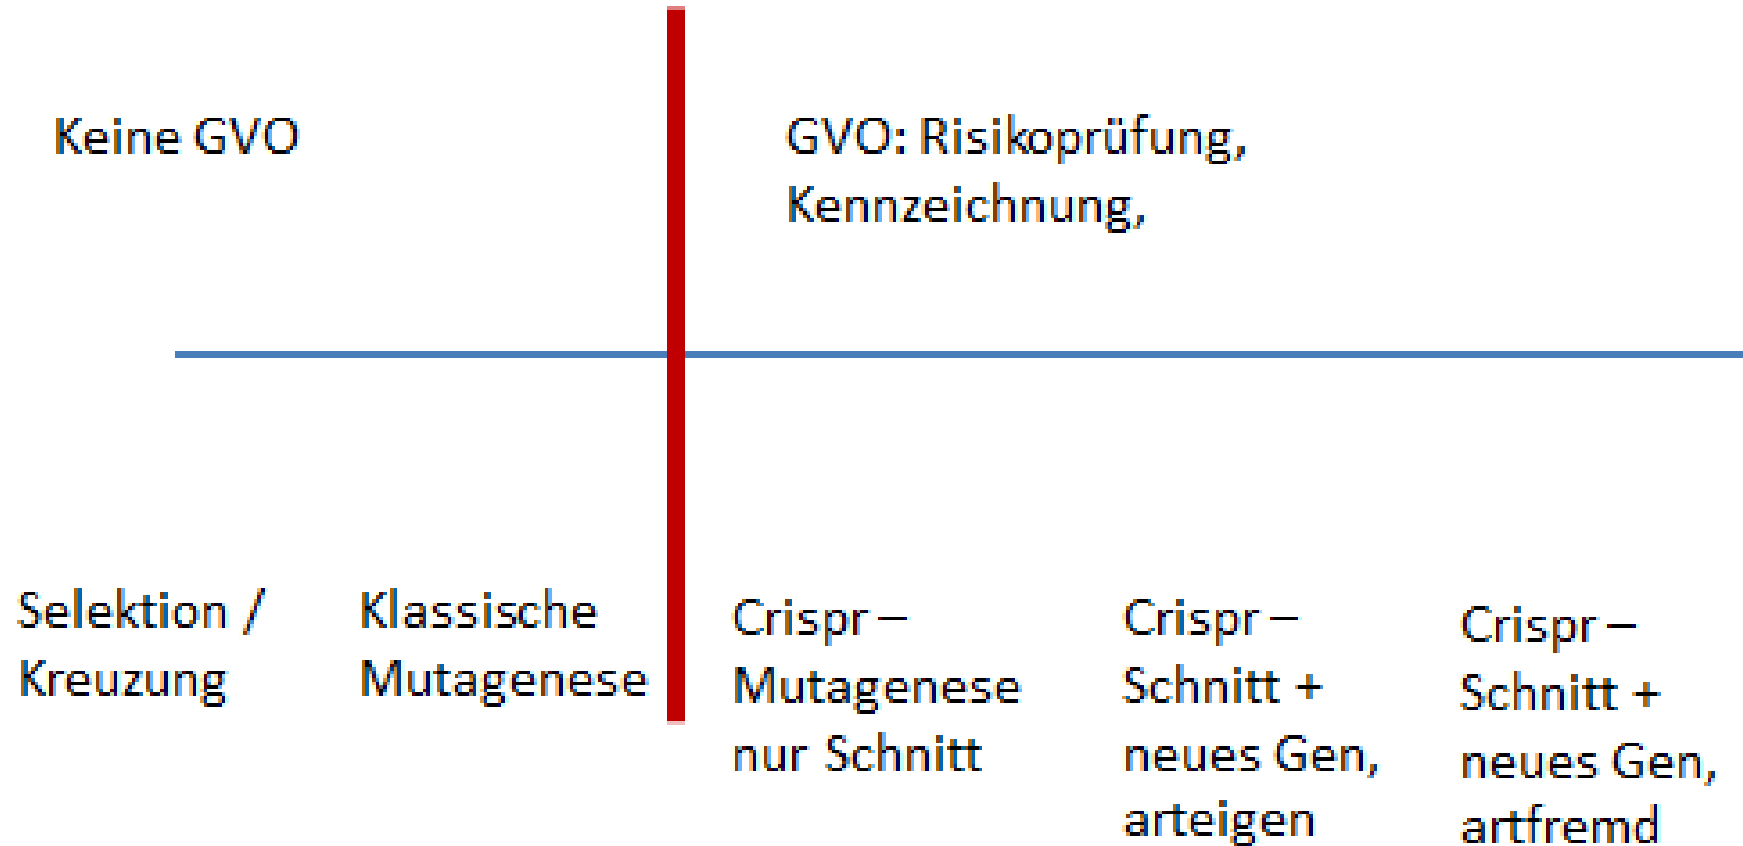 Keine GVO
GVO: Risikoprüfung,
Kennzeichnung,
Selektion /
Kreuzung
Klassische
Mutagenese
Crispr –
Mutagenese
nur Schnitt
Crispr –
Schnitt +
neues Gen,
arteigen
Crispr –
Schnitt +
neues Gen,
artfremd